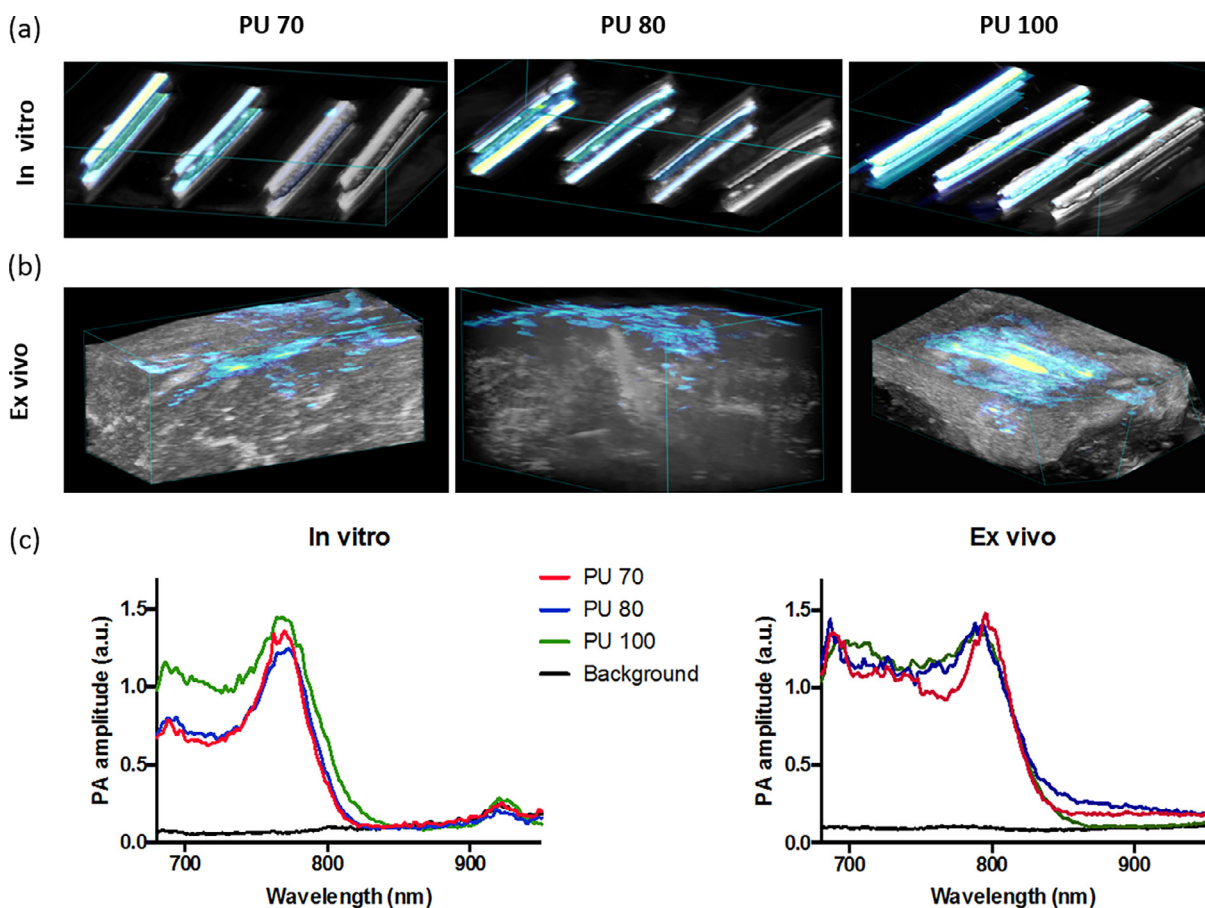 (a)
PU 70
PU 80
PU 100
In vitro
(b)
Ex vivo
(c)
In vitro
Ex vivo
PU 70
PU 80
PU 100
Background
PA amplitude (a.u.)
1.5
1.0
0.5
0.0
700
800
900
Wavelength (nm)
PA amplitude (a.u.)
1.5
1.0
0.5
0.0
700
800
900
Wavelength (nm)